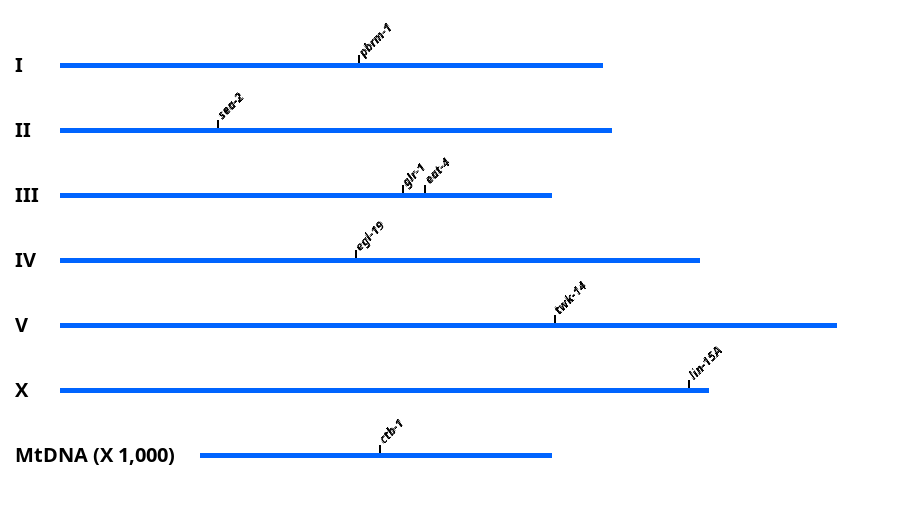 I pbrm-1
II sea-2
III glr-1 eat-4
IV egl-19
V twk-14
X lin-15A
MtDNA (X 1,000) ctb-1